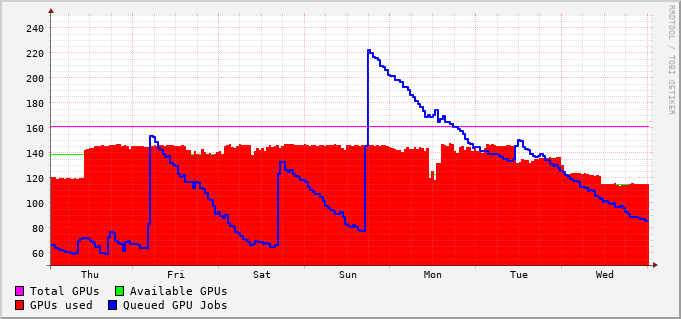 240
220
200
180
160
140
120
100
80
60
Thu Fri Sat Sun Mon Tue Wed
Total GPUs Available GPUs
GPUs used Queued GPU Jobs
RRDTOOL / TOBI OETIKER